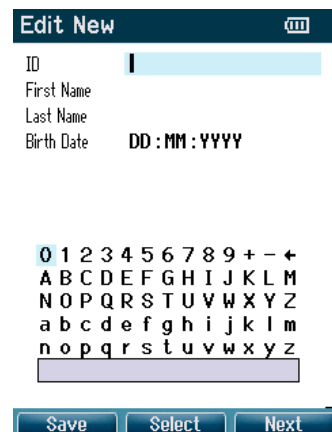 Edit New
ID
First Name
Last Name
Birth Date DD:MM:YYYY
0 1 2 3 4 5 6 7 8 9 + - ←
A B C D E F G H I J K L M
N O P Q R S T U V W X Y Z
a b c d e f g h i j k l m
n o p q r s t u v w x y z
Save Select Next